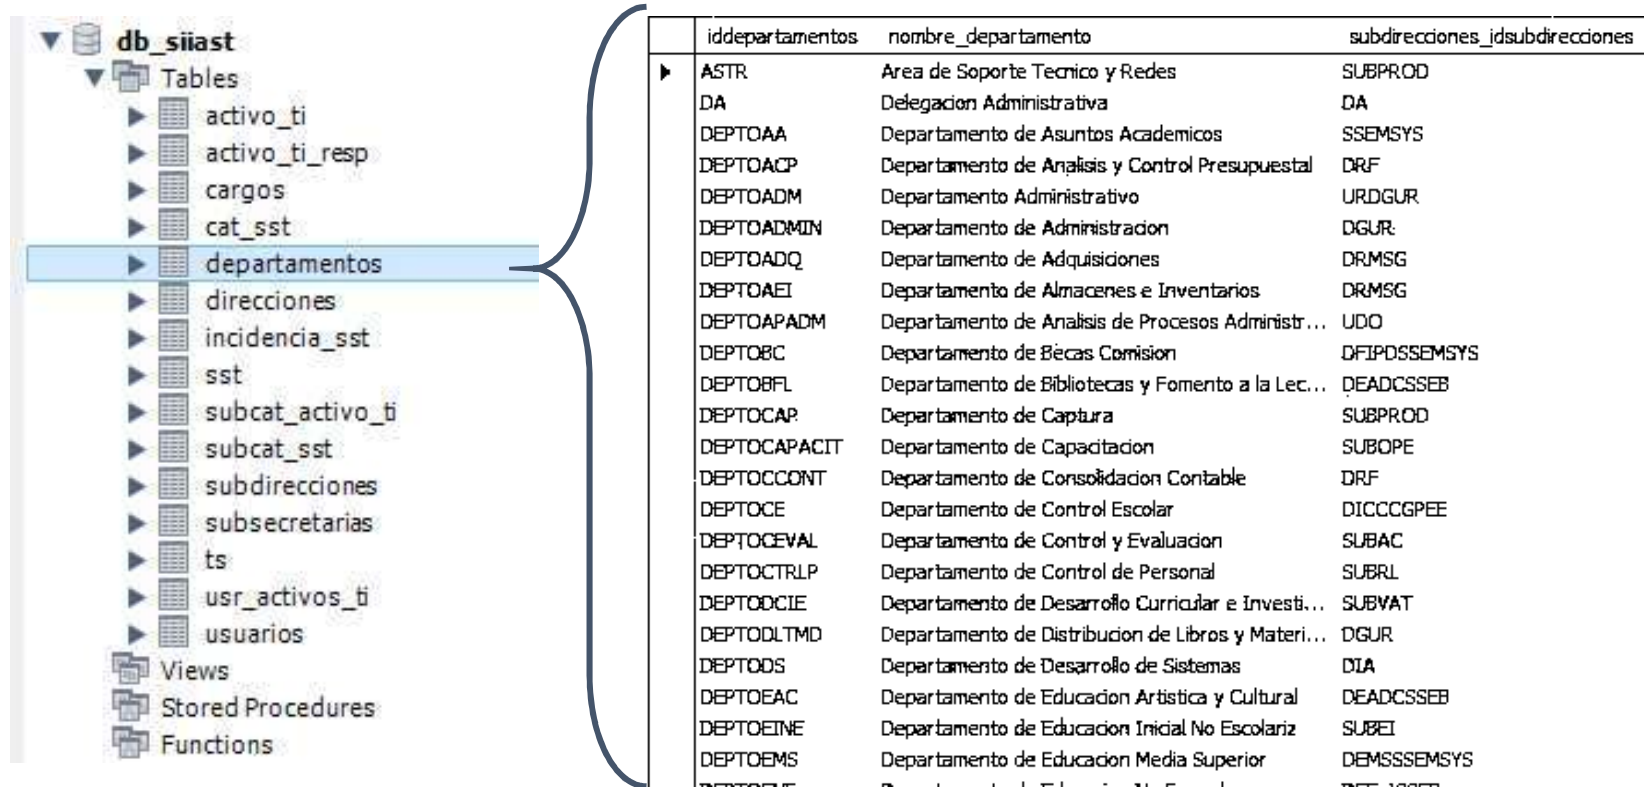 db_siiast
Tables
activo_ti
activo_ti_resp
cargos
cat_sst
departamentos
direcciones
incidencia_sst
sst
subcat_activo_ti
subcat_sst
subdirecciones
subsecretarias
ts
usr_activos_ti
usuarios
Views
Stored Procedures
Functions
iddepartamentos nombre_departamento subdirecciones_idsubdirecciones
ASTR Area de Soporte Tecnico y Redes SUBPROD
DA Delegacion Administrativa DA
DEPTOAA Departamento de Asuntos Academicos SSEMSYS
DEPTOACP Departamento de Analisis y Control Presupuestal DRF
DEPTOADM Departamento Administrativo URDGUR
DEPTOADMIN Departamento de Administracion DGUR
DEPTOADQ Departamento de Adquisiciones DRMSG
DEPTOAEI Departamento de Almacenes e Inventarios DRMSG
DEPTOAPADM Departamento de Analisis de Procesos Administr... UDO
DEPTOBC Departamento de Becas Comision DFIPDSSEMSYS
DEPTOBFL Departamento de Bibliotecas y Fomento a la Lec... DEADCSSEB
DEPTOCAP Departamento de Captura SUBPROD
DEPTOCAPACIT Departamento de Capacitacion SUBOPE
DEPTOCCONT Departamento de Consolidacion Contable DRF
DEPTOCE Departamento de Control Escolar DICCCGPEE
DEPTOCEVAL Departamento de Control y Evaluacion SUBAC
DEPTOCTRLP Departamento de Control de Personal SUBRL
DEPTODCIE Departamento de Desarrollo Curricular e Investi... SUBVAT
DEPTODLTMD Departamento de Distribucion de Libros y Materi... DGUR
DEPTODS Departamento de Desarrollo de Sistemas DIA
DEPTOEAC Departamento de Educacion Artistica y Cultural DEADCSSEB
DEPTOEINE Departamento de Educacion Inicial No Escolariz SUBEI
DEPTOEMS Departamento de Educacion Media Superior DEMSSSEMSYS